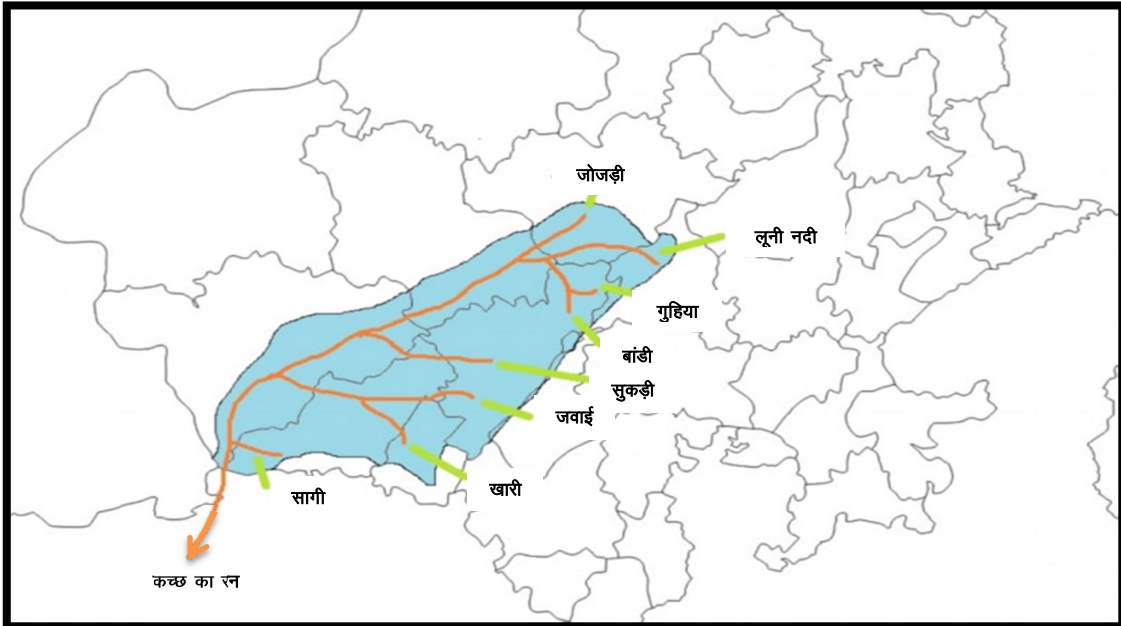 जोजड़ी
लूनी नदी
गुहिया
बांडी
सुकड़ी
जवाई
खारी
सागी
कच्छ का रन